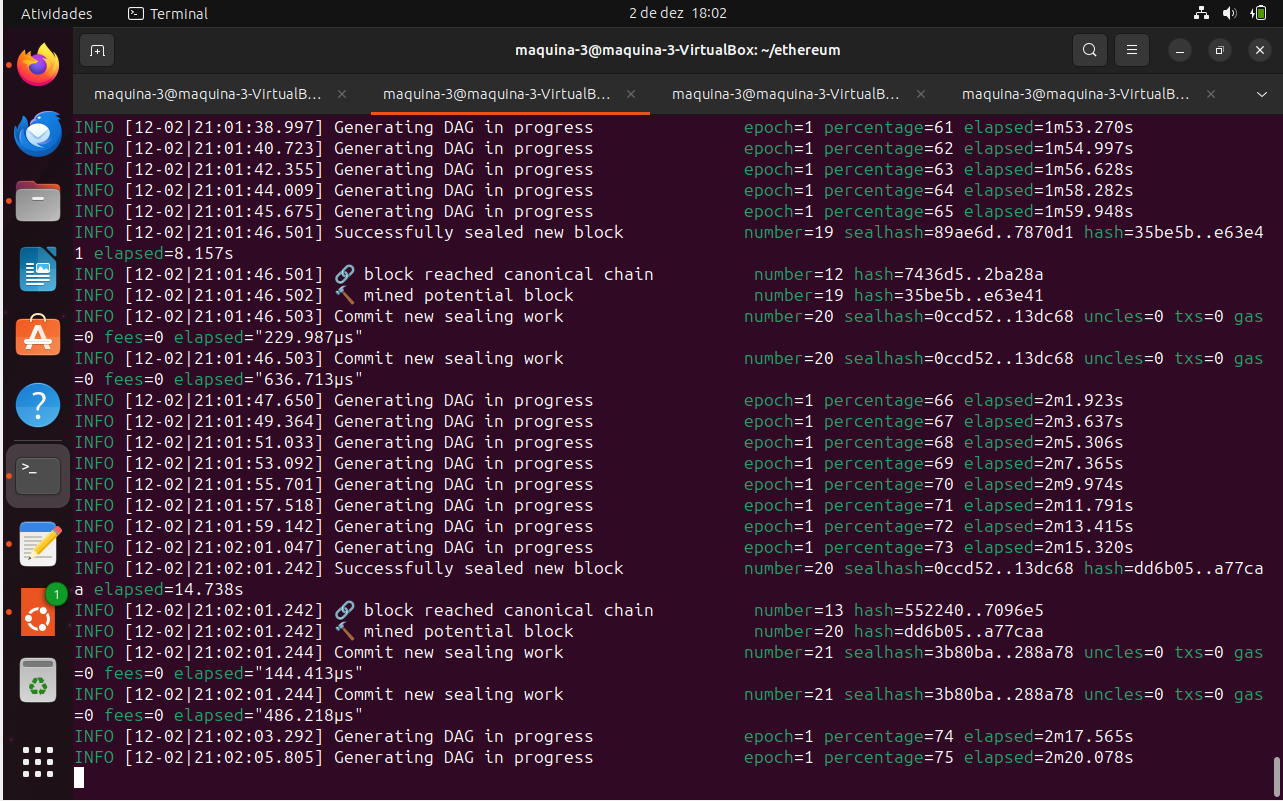 Atividades
Terminal
2 de dez 18:02
maquina-3@maquina-3-VirtualBox: ~/ethereum
maquina-3@maquina-3-VirtualB...
maquina-3@maquina-3-VirtualB...
maquina-3@maquina-3-VirtualB...
maquina-3@maquina-3-VirtualB...
INFO [12-02|21:01:38.997] Generating DAG in progress epoch=1 percentage=61 elapsed=1m53.270s
INFO [12-02|21:01:40.723] Generating DAG in progress epoch=1 percentage=62 elapsed=1m54.997s
INFO [12-02|21:01:42.355] Generating DAG in progress epoch=1 percentage=63 elapsed=1m56.628s
INFO [12-02|21:01:44.009] Generating DAG in progress epoch=1 percentage=64 elapsed=1m58.282s
INFO [12-02|21:01:45.675] Generating DAG in progress epoch=1 percentage=65 elapsed=1m59.948s
INFO [12-02|21:01:46.501] Successfully sealed new block number=19 sealhash=89ae6d..7870d1 hash=35be5b..e63e4
1 elapsed=8.157s
INFO [12-02|21:01:46.501] 🔗 block reached canonical chain number=12 hash=7436d5..2ba28a
INFO [12-02|21:01:46.502] 🔨 mined potential block number=19 hash=35be5b..e63e41
INFO [12-02|21:01:46.503] Commit new sealing work number=20 sealhash=0ccd52..13dc68 uncles=0 txs=0 gas
=0 fees=0 elapsed="229.987µs"
INFO [12-02|21:01:46.503] Commit new sealing work number=20 sealhash=0ccd52..13dc68 uncles=0 txs=0 gas
=0 fees=0 elapsed="636.713µs"
INFO [12-02|21:01:47.650] Generating DAG in progress epoch=1 percentage=66 elapsed=2m1.923s
INFO [12-02|21:01:49.364] Generating DAG in progress epoch=1 percentage=67 elapsed=2m3.637s
INFO [12-02|21:01:51.033] Generating DAG in progress epoch=1 percentage=68 elapsed=2m5.306s
INFO [12-02|21:01:53.092] Generating DAG in progress epoch=1 percentage=69 elapsed=2m7.365s
INFO [12-02|21:01:55.701] Generating DAG in progress epoch=1 percentage=70 elapsed=2m9.974s
INFO [12-02|21:01:57.518] Generating DAG in progress epoch=1 percentage=71 elapsed=2m11.791s
INFO [12-02|21:01:59.142] Generating DAG in progress epoch=1 percentage=72 elapsed=2m13.415s
INFO [12-02|21:02:01.047] Generating DAG in progress epoch=1 percentage=73 elapsed=2m15.320s
INFO [12-02|21:02:01.242] Successfully sealed new block number=20 sealhash=0ccd52..13dc68 hash=dd6b05..a77ca
a elapsed=14.738s
INFO [12-02|21:02:01.242] 🔗 block reached canonical chain number=13 hash=552240..7096e5
INFO [12-02|21:02:01.242] 🔨 mined potential block number=20 hash=dd6b05..a77caa
INFO [12-02|21:02:01.244] Commit new sealing work number=21 sealhash=3b80ba..288a78 uncles=0 txs=0 gas
=0 fees=0 elapsed="144.413µs"
INFO [12-02|21:02:01.244] Commit new sealing work number=21 sealhash=3b80ba..288a78 uncles=0 txs=0 gas
=0 fees=0 elapsed="486.218µs"
INFO [12-02|21:02:03.292] Generating DAG in progress epoch=1 percentage=74 elapsed=2m17.565s
INFO [12-02|21:02:05.805] Generating DAG in progress epoch=1 percentage=75 elapsed=2m20.078s
1